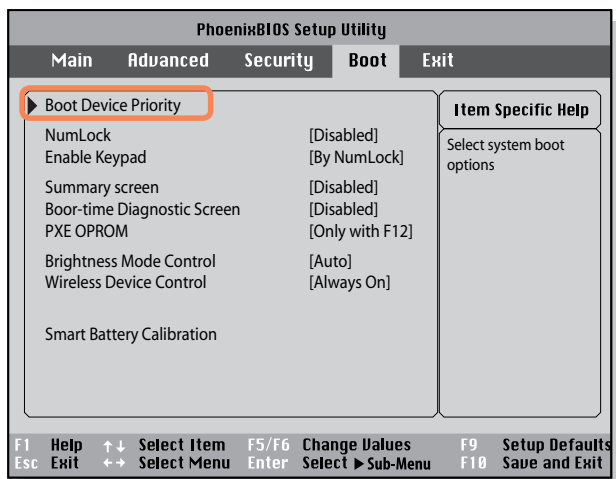 PhoenixBIOS Setup Utility
Main Advanced Security Boot Exit
▶ Boot Device Priority
NumLock [Disabled]
Enable Keypad [By NumLock]
Summary screen [Disabled]
Boor-time Diagnostic Screen [Disabled]
PXE OPROM [Only with F12]
Brightness Mode Control [Auto]
Wireless Device Control [Always On]
Smart Battery Calibration
Item Specific Help
Select system boot
options
F1 Help ↑↓ Select Item F5/F6 Change Values F9 Setup Defaults
Esc Exit ←→ Select Menu Enter Select ▶ Sub-Menu F10 Save and Exit